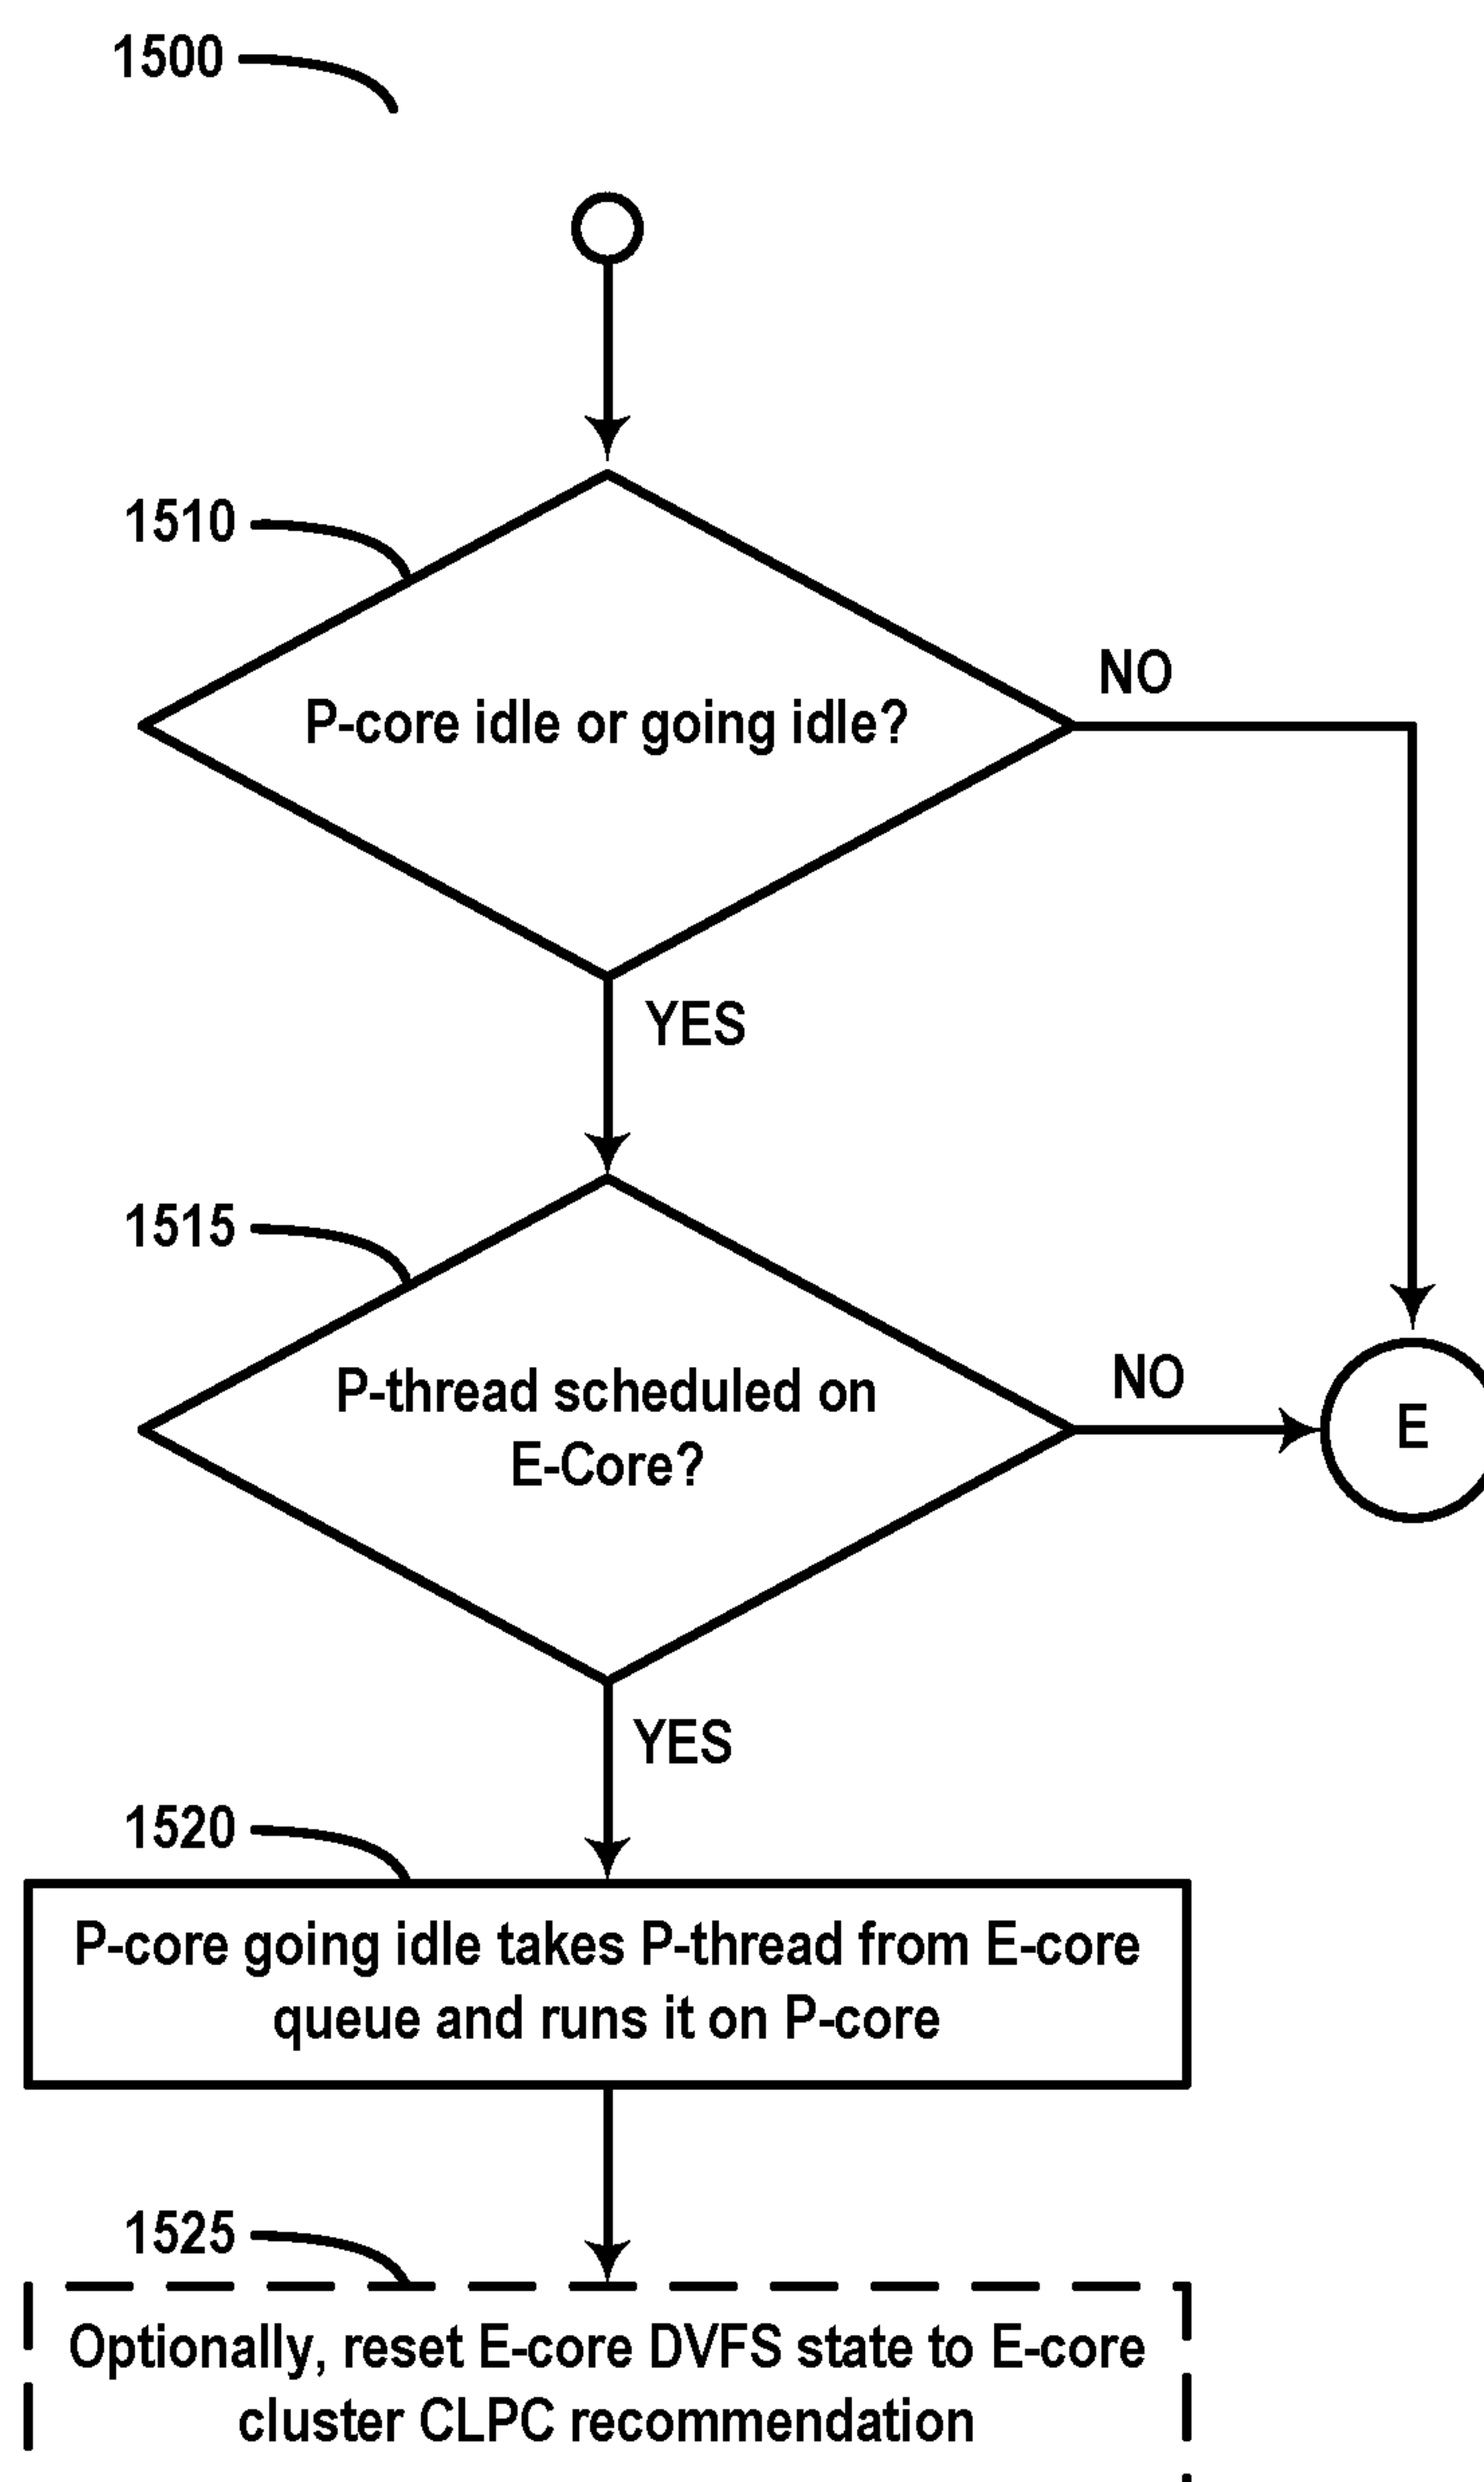 1500
1510
P-core idle or going idle?
NO
YES
1515
P-thread scheduled on
E-Core?
NO
E
YES
1520
P-core going idle takes P-thread from E-core
queue and runs it on P-core
1525
Optionally, reset E-core DVFS state to E-core
cluster CLPC recommendation